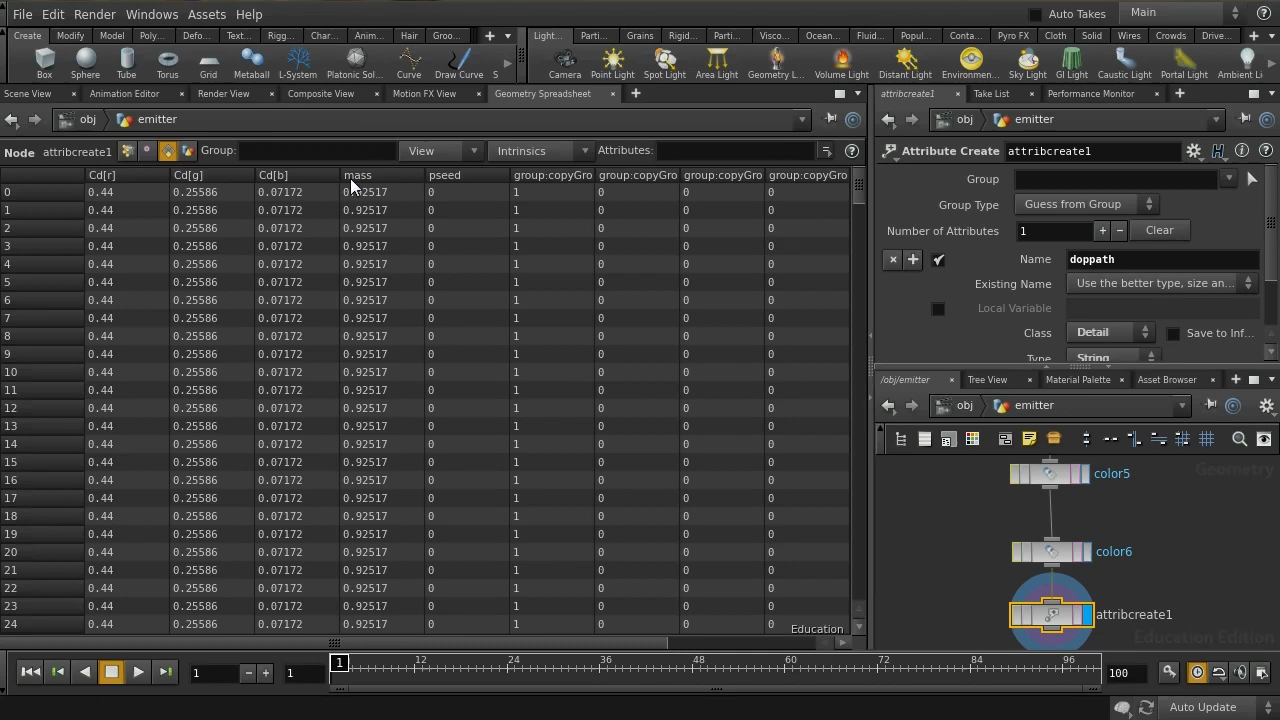 File Edit Render Windows Assets Help Auto Takes Main
Create Modify Model Poly... Defo... Text... Rigg... Char... Anim... Hair Groo... Light... Parti... Grains Rigid... Parti... Visco... Ocean... Fluid... Popul... Conta... Pyro FX Cloth Solid Wires Crowds Drive...
Box Sphere Tube Torus Grid Metaball L-System Platonic Sol... Curve Draw Curve S Camera Point Light Spot Light Area Light Geometry L... Volume Light Distant Light Environmen... Sky Light GI Light Caustic Light Portal Light Ambient Li
Scene View Animation Editor Render View Composite View Motion FX View Geometry Spreadsheet attribcreate1 Take List Performance Monitor
obj emitter obj emitter
Node attribcreate1 Group: View Intrinsics Attributes: Attribute Create attribcreate1
Cd[r] Cd[g] Cd[b] mass pseed group:copyGro group:copyGro group:copyGro group:copyGro
0 0.44 0.25586 0.07172 0.92517 0 1 0 0 0
1 0.44 0.25586 0.07172 0.92517 0 1 0 0 0
2 0.44 0.25586 0.07172 0.92517 0 1 0 0 0
3 0.44 0.25586 0.07172 0.92517 0 1 0 0 0
4 0.44 0.25586 0.07172 0.92517 0 1 0 0 0
5 0.44 0.25586 0.07172 0.92517 0 1 0 0 0
6 0.44 0.25586 0.07172 0.92517 0 1 0 0 0
7 0.44 0.25586 0.07172 0.92517 0 1 0 0 0
8 0.44 0.25586 0.07172 0.92517 0 1 0 0 0
9 0.44 0.25586 0.07172 0.92517 0 1 0 0 0
10 0.44 0.25586 0.07172 0.92517 0 1 0 0 0
11 0.44 0.25586 0.07172 0.92517 0 1 0 0 0
12 0.44 0.25586 0.07172 0.92517 0 1 0 0 0
13 0.44 0.25586 0.07172 0.92517 0 1 0 0 0
14 0.44 0.25586 0.07172 0.92517 0 1 0 0 0
15 0.44 0.25586 0.07172 0.92517 0 1 0 0 0
16 0.44 0.25586 0.07172 0.92517 0 1 0 0 0
17 0.44 0.25586 0.07172 0.92517 0 1 0 0 0
18 0.44 0.25586 0.07172 0.92517 0 1 0 0 0
19 0.44 0.25586 0.07172 0.92517 0 1 0 0 0
20 0.44 0.25586 0.07172 0.92517 0 1 0 0 0
21 0.44 0.25586 0.07172 0.92517 0 1 0 0 0
22 0.44 0.25586 0.07172 0.92517 0 1 0 0 0
23 0.44 0.25586 0.07172 0.92517 0 1 0 0 0
24 0.44 0.25586 0.07172 0.92517 0 1 0 0 0
Education
Group
Group Type Guess from Group
Number of Attributes 1 + − Clear
Name doppath
Existing Name Use the better type, size an...
Local Variable
Class Detail Save to Inf...
Type String
/obj/emitter Tree View Material Palette Asset Browser
obj emitter
Geometry
color5
color6
attribcreate1
Education Edition
1 1 1 12 24 36 48 60 72 84 96 100
Auto Update